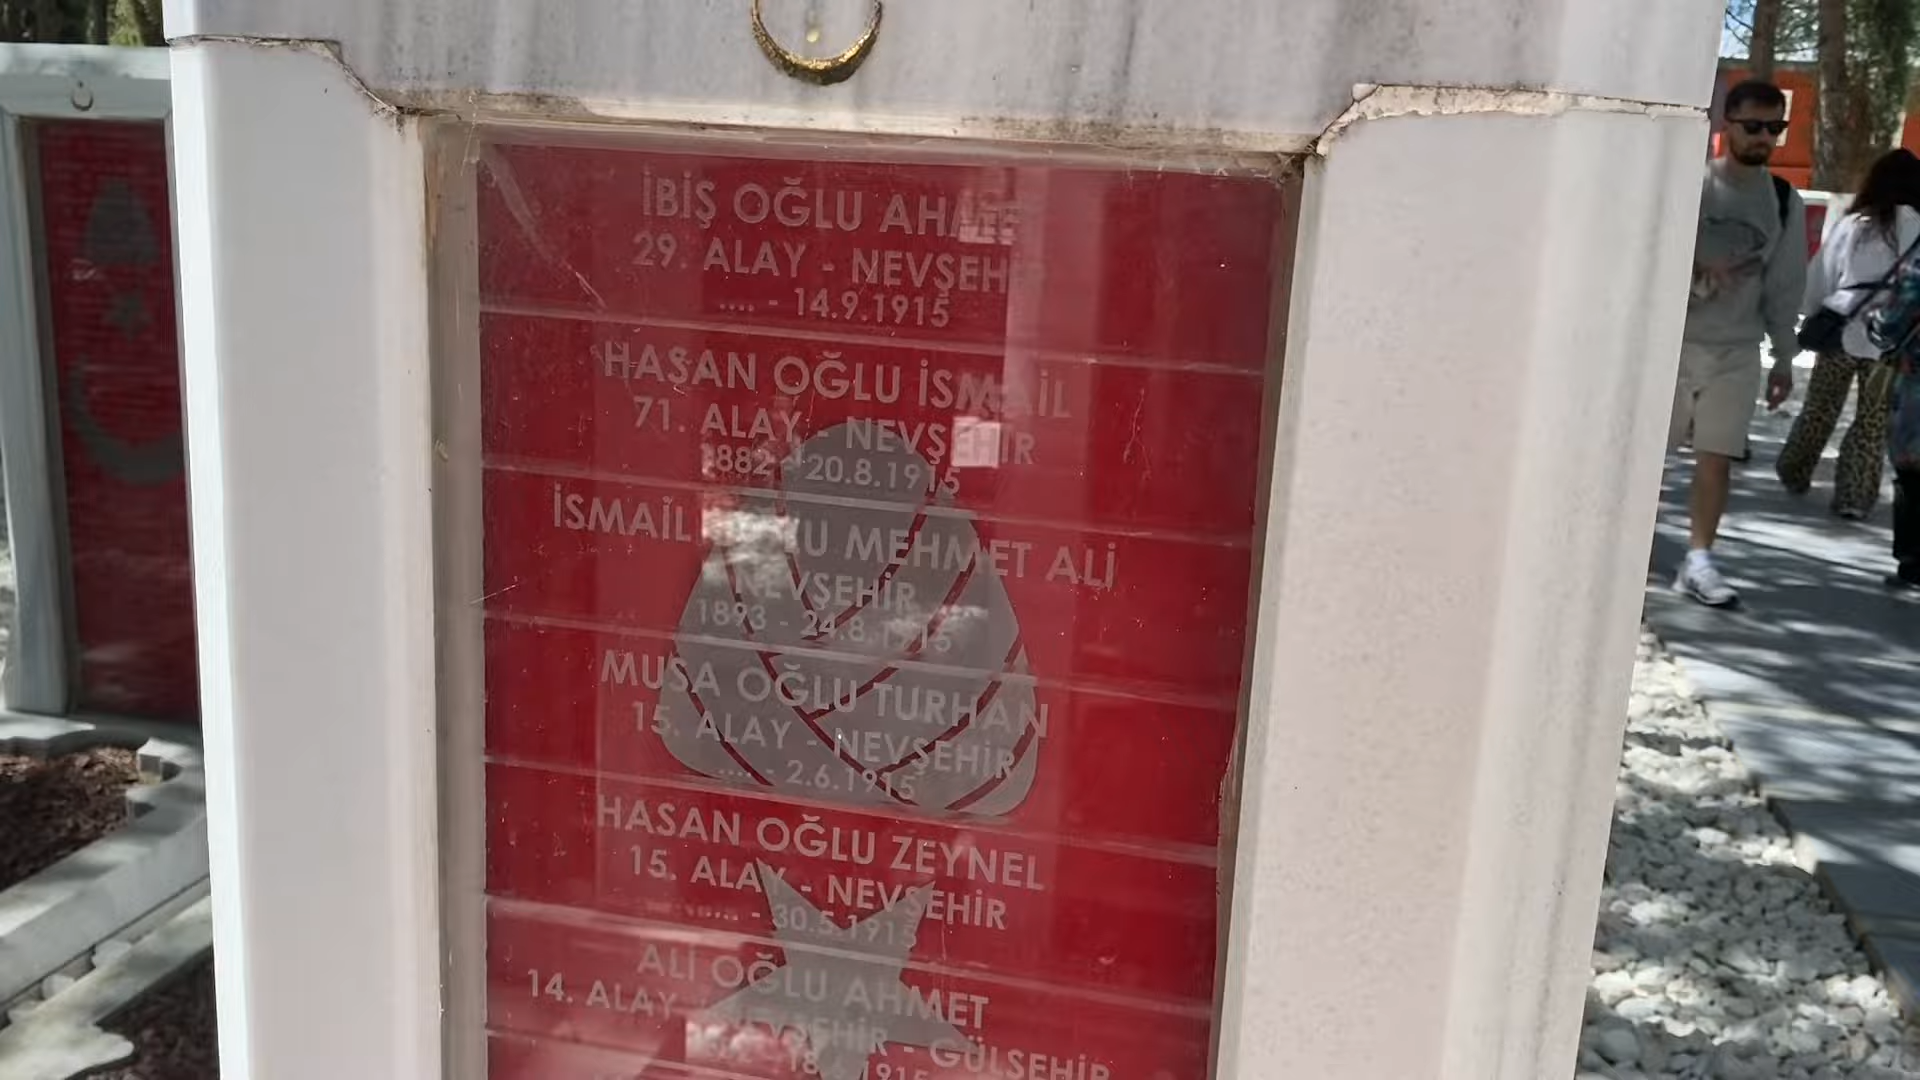 İBİŞ OĞLU AHMET
29. ALAY - NEVŞEH
.... - 14.9.1915
HASAN OĞLU İSMAİL
71. ALAY - NEVŞEHİR
1882 - 20.8.1915
İSMAİL OĞLU MEHMET ALİ
NEVŞEHİR
1893 - 24.8.1915
MUSA OĞLU TURHAN
15. ALAY - NEVŞEHİR
.... - 2.6.1915
HASAN OĞLU ZEYNEL
15. ALAY - NEVŞEHİR
.... - 30.5.1915
ALİ OĞLU AHMET
14. ALAY - NEVŞEHİR - GÜLŞEHİR
1915